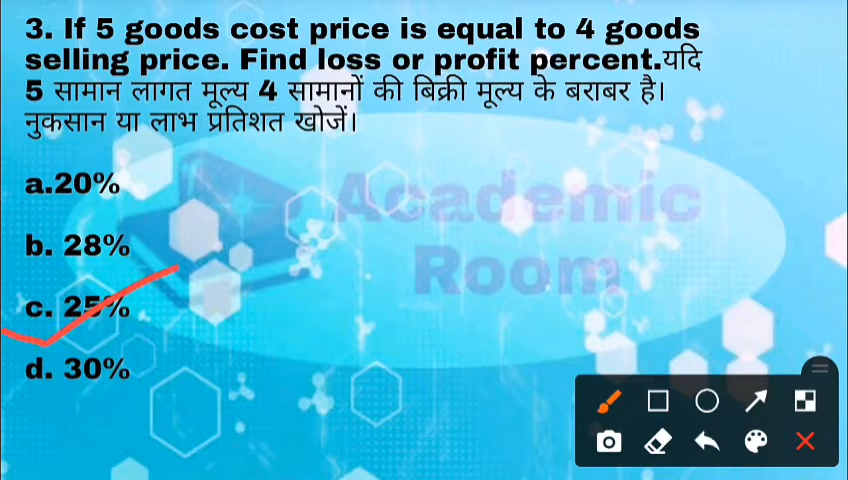 3. If 5 goods cost price is equal to 4 goods
selling price. Find loss or profit percent.यदि
5 सामान लागत मूल्य 4 सामानों की बिक्री मूल्य के बराबर है।
नुकसान या लाभ प्रतिशत खोजें।
a.20%
b. 28%
c. 25%
d. 30%
Academic
Room